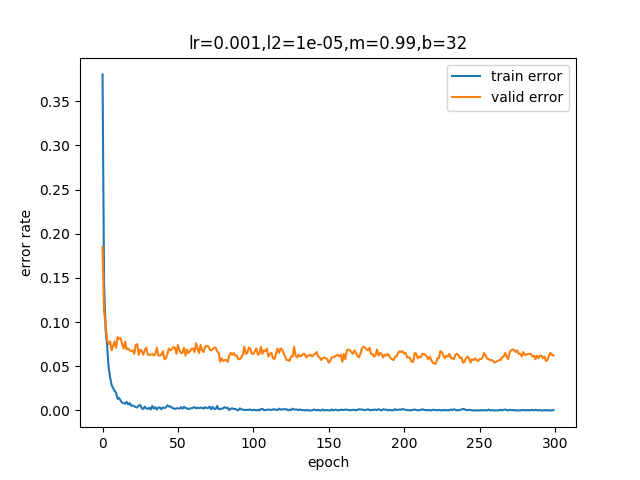 lr=0.001,l2=1e-05,m=0.99,b=32
train error
valid error
error rate
0.35
0.30
0.25
0.20
0.15
0.10
0.05
0.00
0 50 100 150 200 250 300
epoch